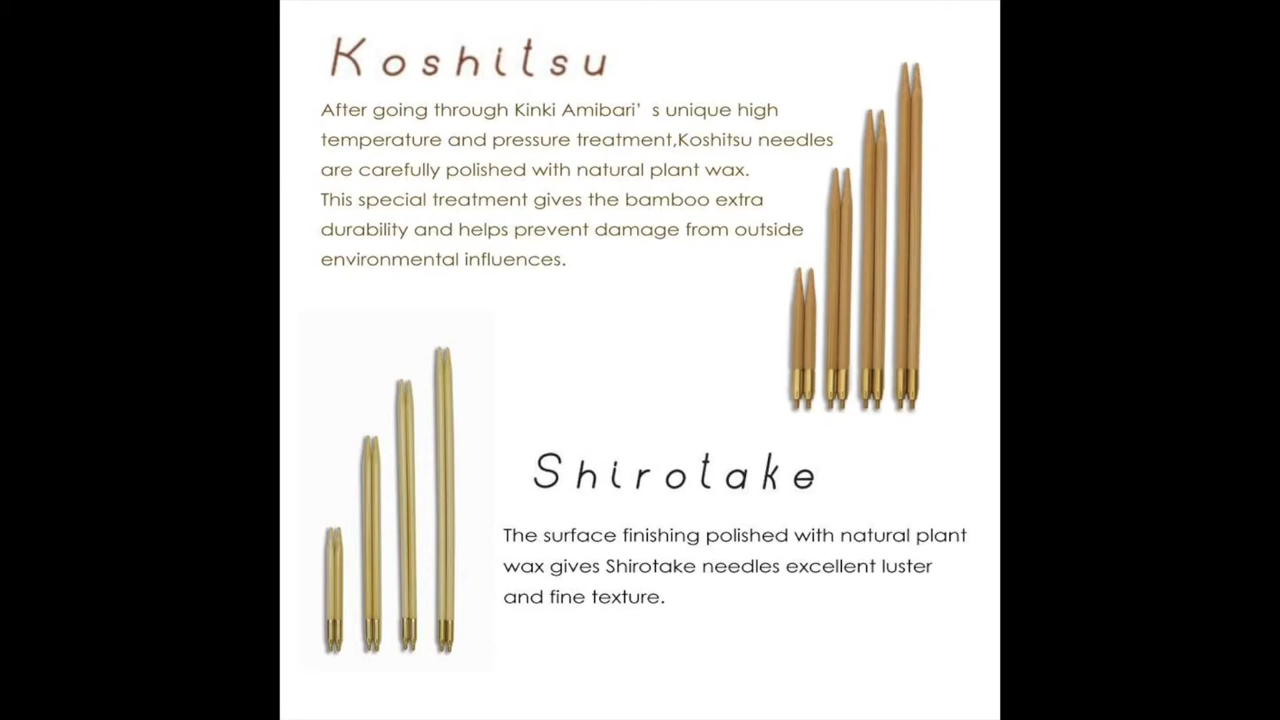 Koshitsu
After going through Kinki Amibari' s unique high
temperature and pressure treatment,Koshitsu needles
are carefully polished with natural plant wax.
This special treatment gives the bamboo extra
durability and helps prevent damage from outside
environmental influences.
Shirotake
The surface finishing polished with natural plant
wax gives Shirotake needles excellent luster
and fine texture.